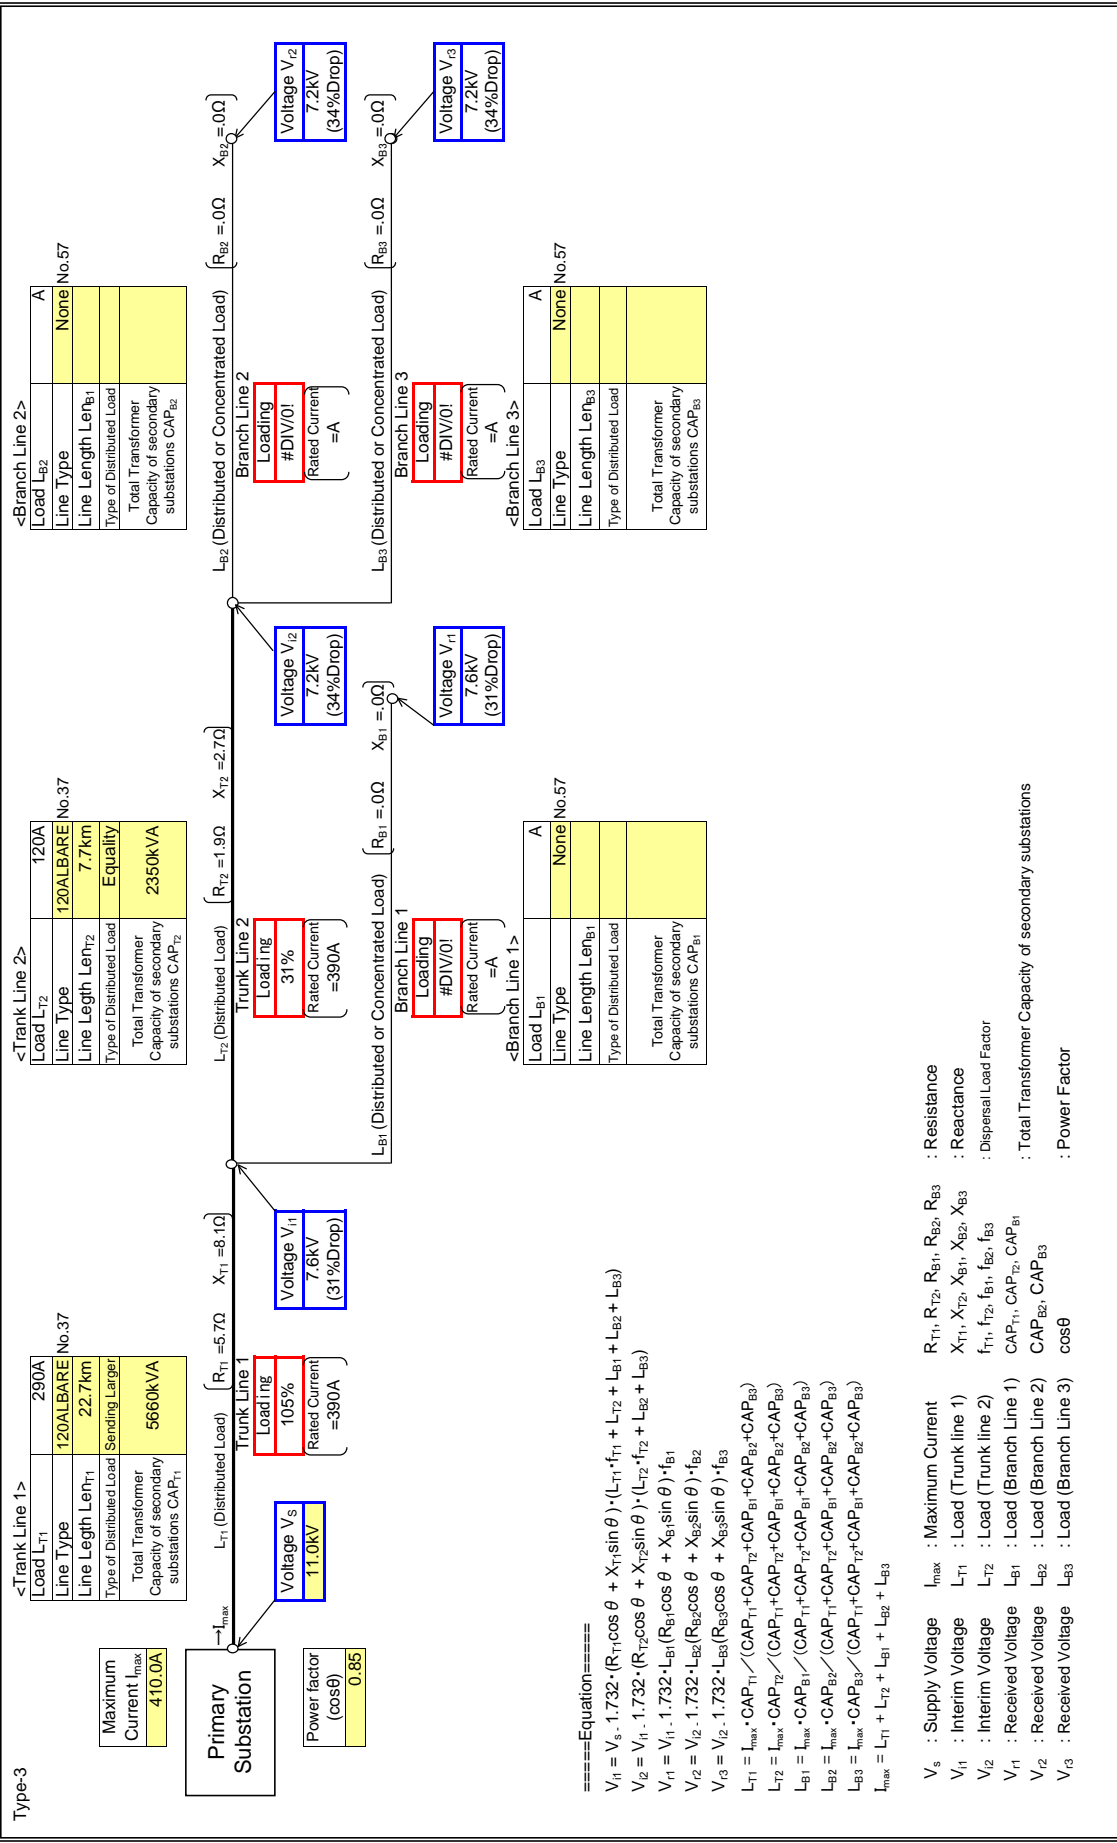 Type-3
Maximum
Current Imax
410.0A
Primary
Substation
Power factor
(cosθ)
0.85
→Imax
Voltage VS
11.0kV
<Trank Line 1>
Load LT1 290A
Line Type 120ALBARE No.37
Line Legth LenT1 22.7km
Type of Distributed Load Sending Larger
Total Transformer
Capacity of secondary
substations CAPT1
5660kVA
LT1 (Distributed Load) RT1 =5.7Ω XT1 =8.1Ω
Trunk Line 1
Loading
105%
Rated Current
=390A
Voltage Vi1
7.6kV
(31%Drop)
<Trank Line 2>
Load LT2 120A
Line Type 120ALBARE No.37
Line Legth LenT2 7.7km
Type of Distributed Load Equality
Total Transformer
Capacity of secondary
substations CAPT2
2350kVA
LT2 (Distributed Load) RT2 =1.9Ω XT2 =2.7Ω
Trunk Line 2
Loading
31%
Rated Current
=390A
Voltage Vi2
7.2kV
(34%Drop)
LB1 (Distributed or Concentrated Load) RB1 =.0Ω XB1 =.0Ω
Branch Line 1
Loading
#DIV/0!
Rated Current
=A
Voltage Vr1
7.6kV
(31%Drop)
<Branch Line 1>
Load LB1 A
Line Type None No.57
Line Length LenB1
Type of Distributed Load
Total Transformer
Capacity of secondary
substations CAPB1
<Branch Line 2>
Load LB2 A
Line Type None No.57
Line Length LenB1
Type of Distributed Load
Total Transformer
Capacity of secondary
substations CAPB2
LB2 (Distributed or Concentrated Load) RB2 =.0Ω XB2 =.0Ω
Branch Line 2
Loading
#DIV/0!
Rated Current
=A
Voltage Vr2
7.2kV
(34%Drop)
LB3 (Distributed or Concentrated Load) RB3 =.0Ω XB3 =.0Ω
Branch Line 3
Loading
#DIV/0!
Rated Current
=A
Voltage Vr3
7.2kV
(34%Drop)
<Branch Line 3>
Load LB3 A
Line Type None No.57
Line Length LenB3
Type of Distributed Load
Total Transformer
Capacity of secondary
substations CAPB3
=====Equation=====
Vi1 = Vs - 1.732・(RT1cos θ + XT1sin θ)・(LT1・fT1 + LT2 + LB1 + LB2 + LB3)
Vi2 = Vi1 - 1.732・(RT2cos θ + XT2sin θ)・(LT2・fT2 + LB2 + LB3)
Vr1 = Vi1 - 1.732・LB1(RB1cos θ + XB1sin θ)・fB1
Vr2 = Vi2 - 1.732・LB2(RB2cos θ + XB2sin θ)・fB2
Vr3 = Vi2 - 1.732・LB3(RB3cos θ + XB3sin θ)・fB3
LT1 = Imax・CAPT1／(CAPT1+CAPT2+CAPB1+CAPB2+CAPB3)
LT2 = Imax・CAPT2／(CAPT1+CAPT2+CAPB1+CAPB2+CAPB3)
LB1 = Imax・CAPB1／(CAPT1+CAPT2+CAPB1+CAPB2+CAPB3)
LB2 = Imax・CAPB2／(CAPT1+CAPT2+CAPB1+CAPB2+CAPB3)
LB3 = Imax・CAPB3／(CAPT1+CAPT2+CAPB1+CAPB2+CAPB3)
Imax = LT1 + LT2 + LB1 + LB2 + LB3
Vs : Supply Voltage Imax : Maximum Current RT1, RT2, RB1, RB2, RB3 : Resistance
Vi1 : Interim Voltage LT1 : Load (Trunk line 1) XT1, XT2, XB1, XB2, XB3 : Reactance
Vi2 : Interim Voltage LT2 : Load (Trunk line 2) fT1, fT2, fB1, fB2, fB3 : Dispersal Load Factor
Vr1 : Received Voltage LB1 : Load (Branch Line 1) CAPT1, CAPT2, CAPB1
Vr2 : Received Voltage LB2 : Load (Branch Line 2) CAPB2, CAPB3 : Total Transformer Capacity of secondary substations
Vr3 : Received Voltage LB3 : Load (Branch Line 3) cosθ : Power Factor